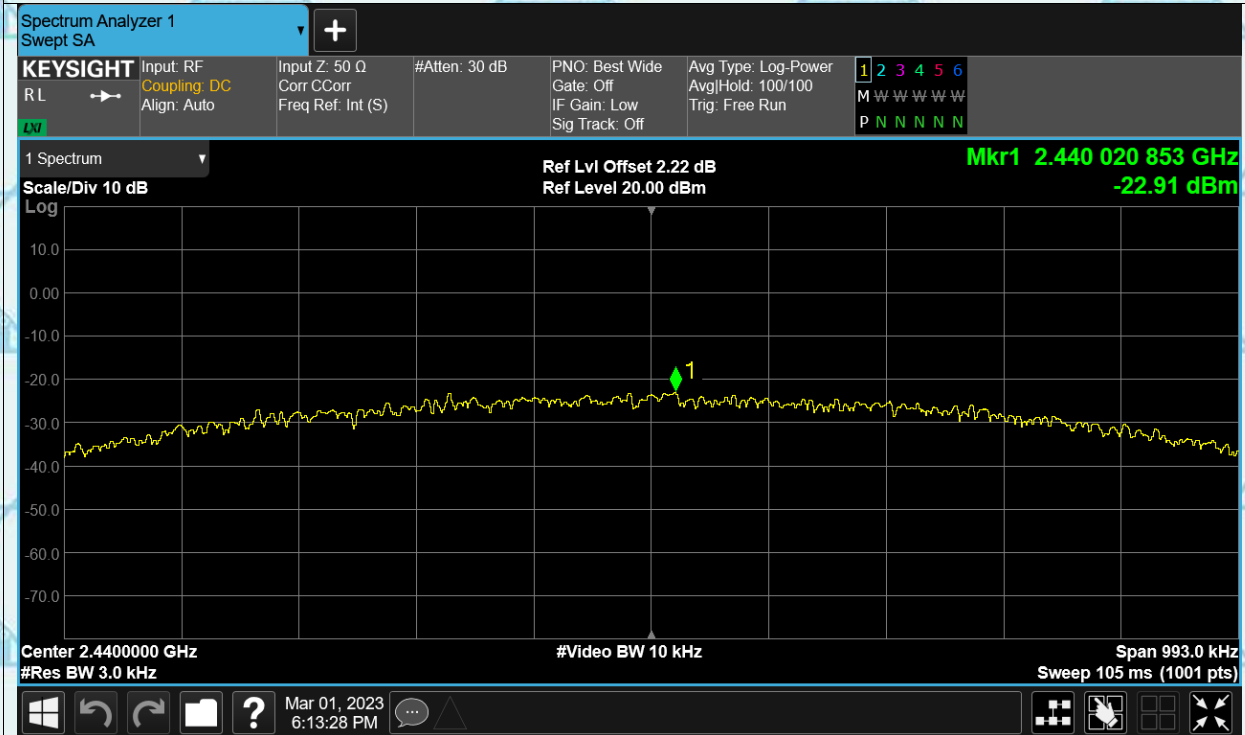 Spectrum Analyzer 1
Swept SA
▼
+
KEYSIGHT
R L
LXI
Input: RF
Coupling: DC
Align: Auto
Input Z: 50 Ω
Corr CCorr
Freq Ref: Int (S)
#Atten: 30 dB
PNO: Best Wide
Gate: Off
IF Gain: Low
Sig Track: Off
Avg Type: Log-Power
Avg|Hold: 100/100
Trig: Free Run
1 2 3 4 5 6
M W W W W W
P N N N N N
1 Spectrum ▼
Scale/Div 10 dB
Log
Ref Lvl Offset 2.22 dB
Ref Level 20.00 dBm
Mkr1 2.440 020 853 GHz
-22.91 dBm
10.0
0.00
-10.0
-20.0
-30.0
-40.0
-50.0
-60.0
-70.0
1
Center 2.4400000 GHz
#Res BW 3.0 kHz
#Video BW 10 kHz
Span 993.0 kHz
Sweep 105 ms (1001 pts)
?
Mar 01, 2023
6:13:28 PM